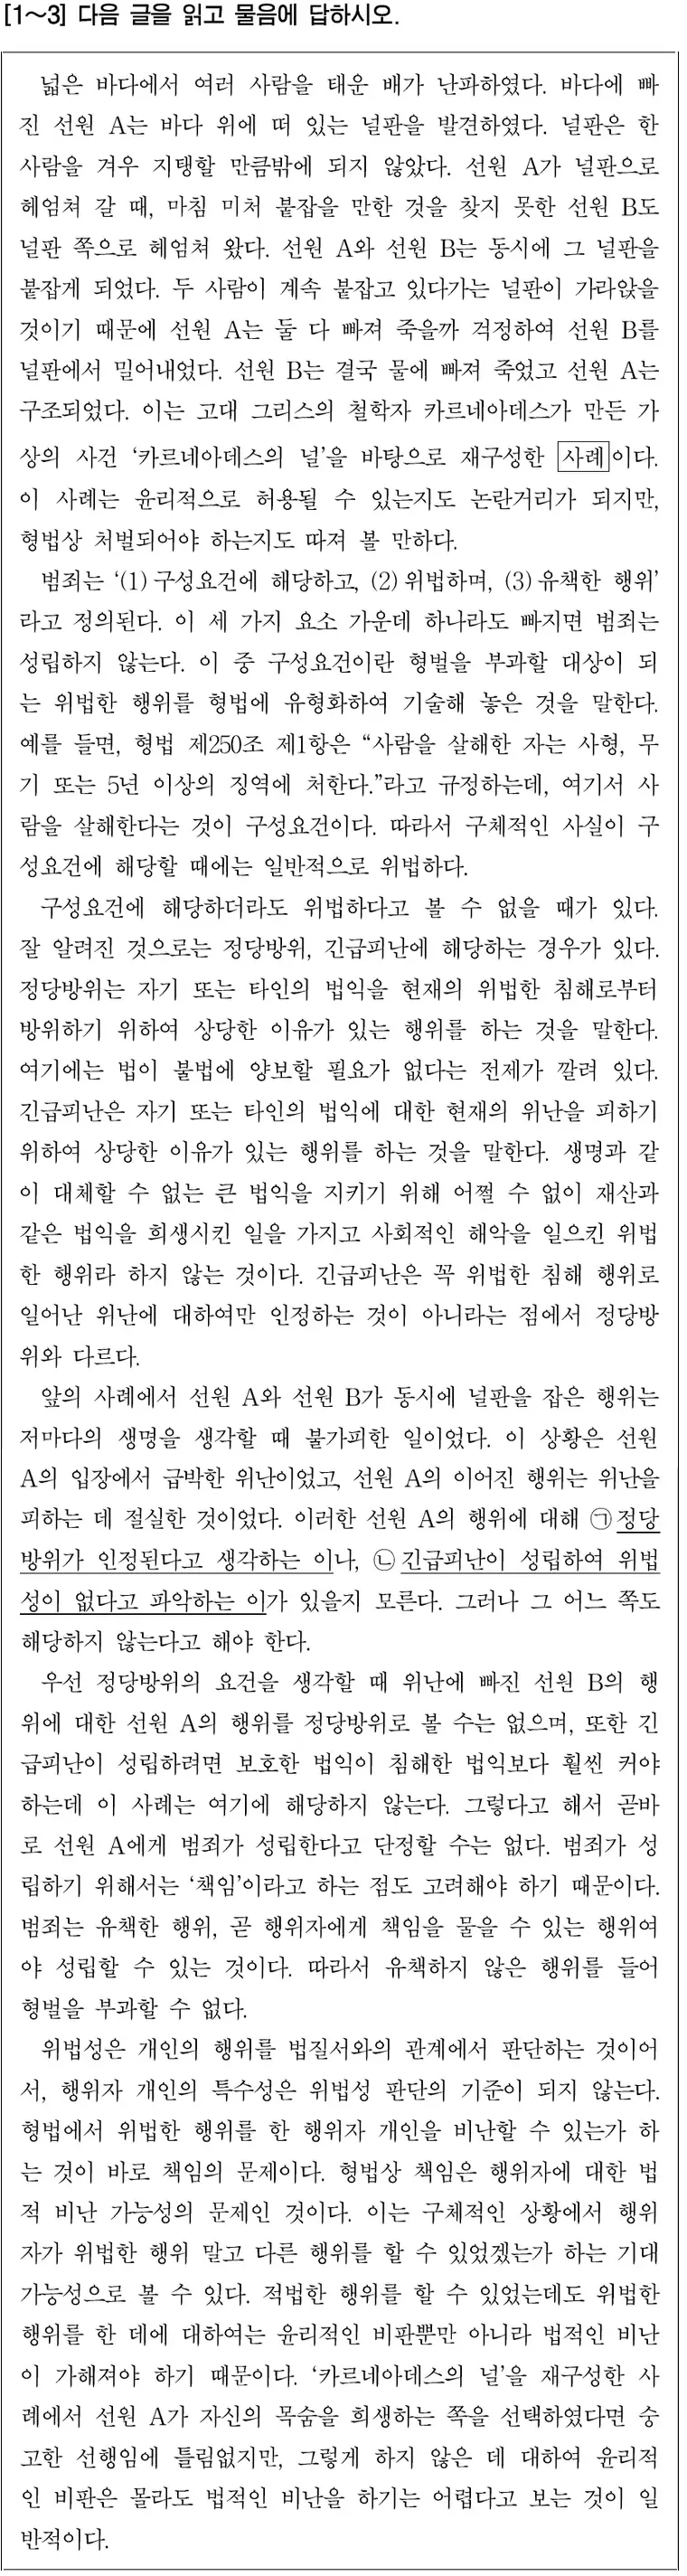 [1~3] 다음 글을 읽고 물음에 답하시오.
넓은 바다에서 여러 사람을 태운 배가 난파하였다. 바다에 빠
진 선원 A는 바다 위에 떠 있는 널판을 발견하였다. 널판은 한
사람을 겨우 지탱할 만큼밖에 되지 않았다. 선원 A가 널판으로
헤엄쳐 갈 때, 마침 미처 붙잡을 만한 것을 찾지 못한 선원 B도
널판 쪽으로 헤엄쳐 왔다. 선원 A와 선원 B는 동시에 그 널판을
붙잡게 되었다. 두 사람이 계속 붙잡고 있다가는 널판이 가라앉을
것이기 때문에 선원 A는 둘 다 빠져 죽을까 걱정하여 선원 B를
널판에서 밀어내었다. 선원 B는 결국 물에 빠져 죽었고 선원 A는
구조되었다. 이는 고대 그리스의 철학자 카르네아데스가 만든 가
상의 사건 ‘카르네아데스의 널’을 바탕으로 재구성한 사례이다.
이 사례는 윤리적으로 허용될 수 있는지도 논란거리가 되지만,
형법상 처벌되어야 하는지도 따져 볼 만하다.
범죄는 ‘(1) 구성요건에 해당하고, (2) 위법하며, (3) 유책한 행위’
라고 정의된다. 이 세 가지 요소 가운데 하나라도 빠지면 범죄는
성립하지 않는다. 이 중 구성요건이란 형벌을 부과할 대상이 되
는 위법한 행위를 형법에 유형화하여 기술해 놓은 것을 말한다.
예를 들면, 형법 제250조 제1항은 “사람을 살해한 자는 사형, 무
기 또는 5년 이상의 징역에 처한다.”라고 규정하는데, 여기서 사
람을 살해한다는 것이 구성요건이다. 따라서 구체적인 사실이 구
성요건에 해당할 때에는 일반적으로 위법하다.
구성요건에 해당하더라도 위법하다고 볼 수 없을 때가 있다.
잘 알려진 것으로는 정당방위, 긴급피난에 해당하는 경우가 있다.
정당방위는 자기 또는 타인의 법익을 현재의 위법한 침해로부터
방위하기 위하여 상당한 이유가 있는 행위를 하는 것을 말한다.
여기에는 법이 불법에 양보할 필요가 없다는 전제가 깔려 있다.
긴급피난은 자기 또는 타인의 법익에 대한 현재의 위난을 피하기
위하여 상당한 이유가 있는 행위를 하는 것을 말한다. 생명과 같
이 대체할 수 없는 큰 법익을 지키기 위해 어쩔 수 없이 재산과
같은 법익을 희생시킨 일을 가지고 사회적인 해악을 일으킨 위법
한 행위라 하지 않는 것이다. 긴급피난은 꼭 위법한 침해 행위로
일어난 위난에 대하여만 인정하는 것이 아니라는 점에서 정당방
위와 다르다.
앞의 사례에서 선원 A와 선원 B가 동시에 널판을 잡은 행위는
저마다의 생명을 생각할 때 불가피한 일이었다. 이 상황은 선원
A의 입장에서 급박한 위난이었고, 선원 A의 이어진 행위는 위난을
피하는 데 절실한 것이었다. 이러한 선원 A의 행위에 대해 ㉠정당
방위가 인정된다고 생각하는 이나, ㉡긴급피난이 성립하여 위법
성이 없다고 파악하는 이가 있을지 모른다. 그러나 그 어느 쪽도
해당하지 않는다고 해야 한다.
우선 정당방위의 요건을 생각할 때 위난에 빠진 선원 B의 행
위에 대한 선원 A의 행위를 정당방위로 볼 수는 없으며, 또한 긴
급피난이 성립하려면 보호한 법익이 침해한 법익보다 훨씬 커야
하는데 이 사례는 여기에 해당하지 않는다. 그렇다고 해서 곧바
로 선원 A에게 범죄가 성립한다고 단정할 수는 없다. 범죄가 성
립하기 위해서는 ‘책임’이라고 하는 점도 고려해야 하기 때문이다.
범죄는 유책한 행위, 곧 행위자에게 책임을 물을 수 있는 행위여
야 성립할 수 있는 것이다. 따라서 유책하지 않은 행위를 들어
형벌을 부과할 수 없다.
위법성은 개인의 행위를 법질서와의 관계에서 판단하는 것이어
서, 행위자 개인의 특수성은 위법성 판단의 기준이 되지 않는다.
형법에서 위법한 행위를 한 행위자 개인을 비난할 수 있는가 하
는 것이 바로 책임의 문제이다. 형법상 책임은 행위자에 대한 법
적 비난 가능성의 문제인 것이다. 이는 구체적인 상황에서 행위
자가 위법한 행위 말고 다른 행위를 할 수 있었겠는가 하는 기대
가능성으로 볼 수 있다. 적법한 행위를 할 수 있었는데도 위법한
행위를 한 데에 대하여는 윤리적인 비판뿐만 아니라 법적인 비난
이 가해져야 하기 때문이다. ‘카르네아데스의 널’을 재구성한 사
례에서 선원 A가 자신의 목숨을 희생하는 쪽을 선택하였다면 숭
고한 선행임에 틀림없지만, 그렇게 하지 않은 데 대하여 윤리적
인 비판은 몰라도 법적인 비난을 하기는 어렵다고 보는 것이 일
반적이다.